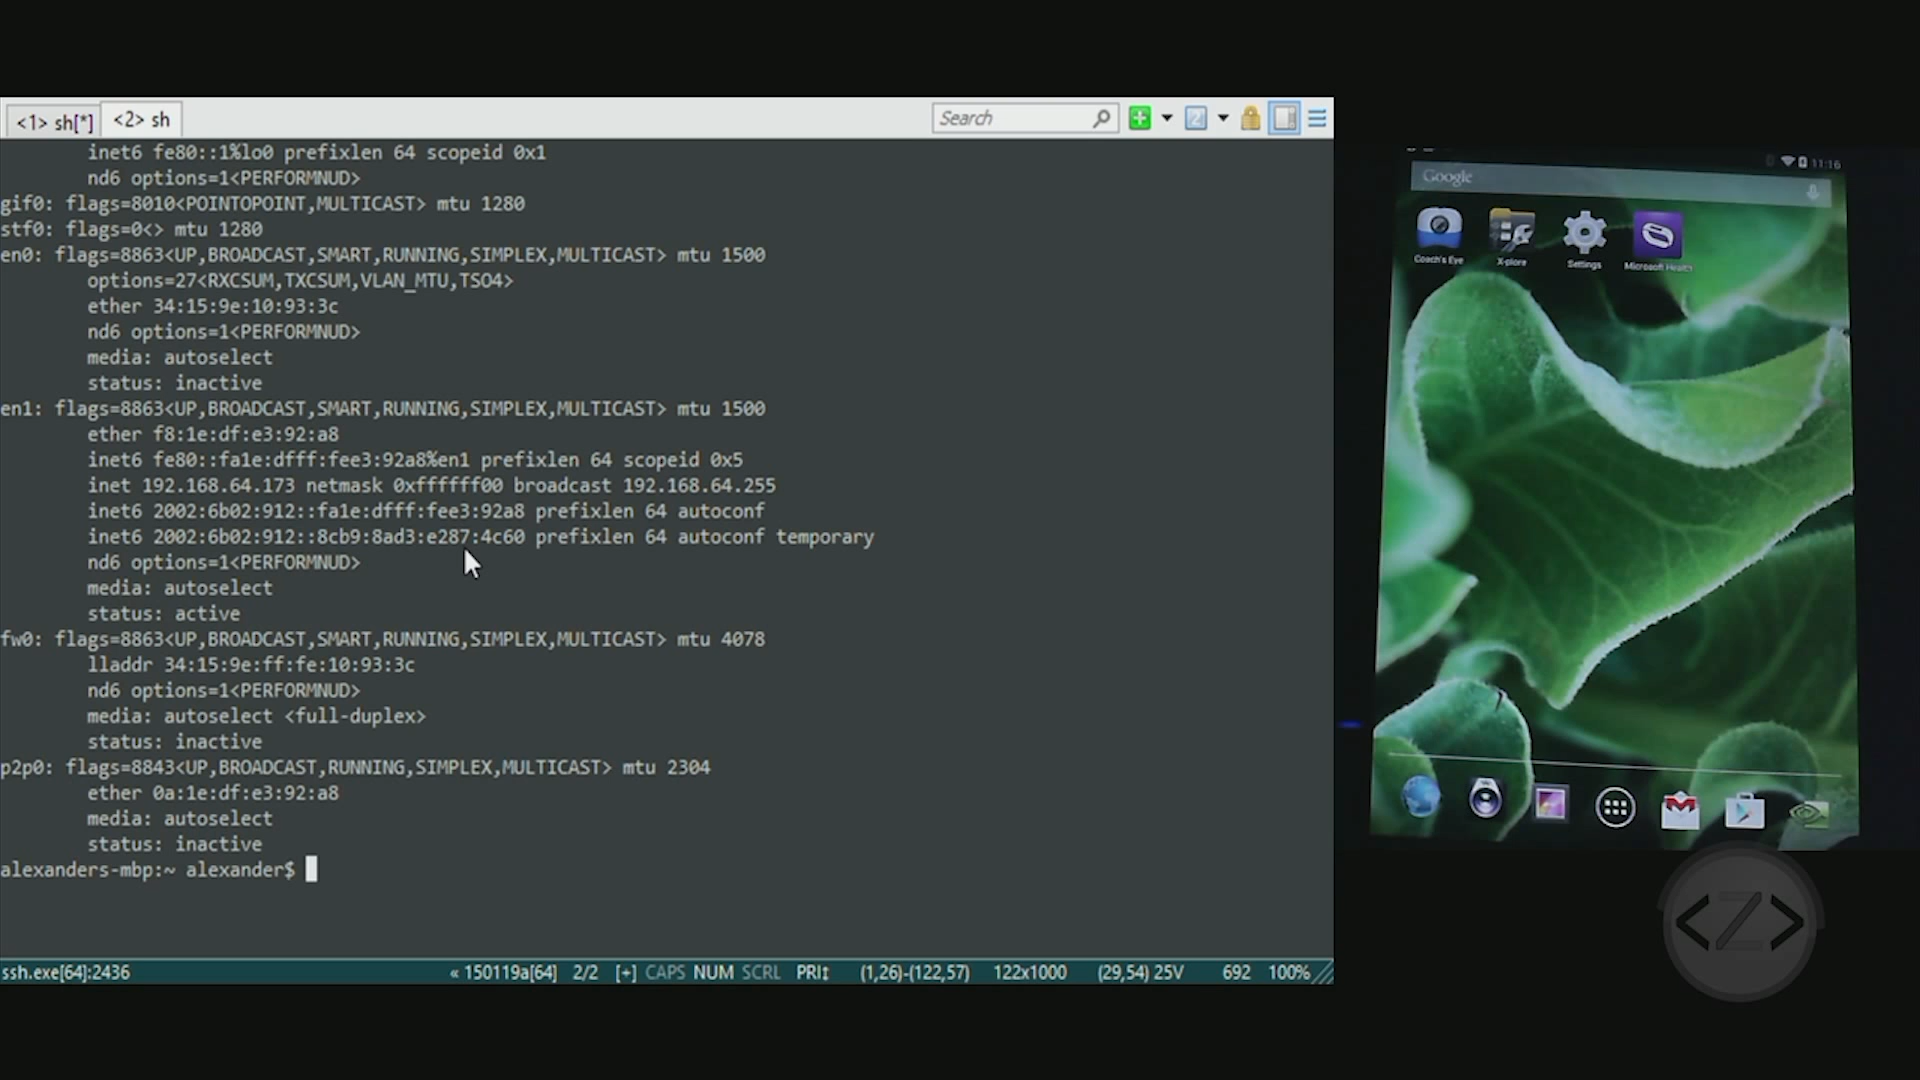 <1> sh[*] <2> sh Search
inet6 fe80::1%lo0 prefixlen 64 scopeid 0x1
nd6 options=1<PERFORMNUD>
gif0: flags=8010<POINTOPOINT,MULTICAST> mtu 1280
stf0: flags=0<> mtu 1280
en0: flags=8863<UP,BROADCAST,SMART,RUNNING,SIMPLEX,MULTICAST> mtu 1500
options=27<RXCSUM,TXCSUM,VLAN_MTU,TSO4>
ether 34:15:9e:10:93:3c
nd6 options=1<PERFORMNUD>
media: autoselect
status: inactive
en1: flags=8863<UP,BROADCAST,SMART,RUNNING,SIMPLEX,MULTICAST> mtu 1500
ether f8:1e:df:e3:92:a8
inet6 fe80::fa1e:dfff:fee3:92a8%en1 prefixlen 64 scopeid 0x5
inet 192.168.64.173 netmask 0xffffff00 broadcast 192.168.64.255
inet6 2002:6b02:912::fa1e:dfff:fee3:92a8 prefixlen 64 autoconf
inet6 2002:6b02:912::8cb9:8ad3:e287:4c60 prefixlen 64 autoconf temporary
nd6 options=1<PERFORMNUD>
media: autoselect
status: active
fw0: flags=8863<UP,BROADCAST,SMART,RUNNING,SIMPLEX,MULTICAST> mtu 4078
lladdr 34:15:9e:ff:fe:10:93:3c
nd6 options=1<PERFORMNUD>
media: autoselect <full-duplex>
status: inactive
p2p0: flags=8843<UP,BROADCAST,RUNNING,SIMPLEX,MULTICAST> mtu 2304
ether 0a:1e:df:e3:92:a8
media: autoselect
status: inactive
alexanders-mbp:~ alexander$
ssh.exe[64]:2436 « 150119a[64] 2/2 [+] CAPS NUM SCRL PRI↕ (1,26)-(122,57) 122x1000 (29,54) 25V 692 100%
11:16
Google
Coach's Eye X-plore Settings Microsoft Health
<Z>